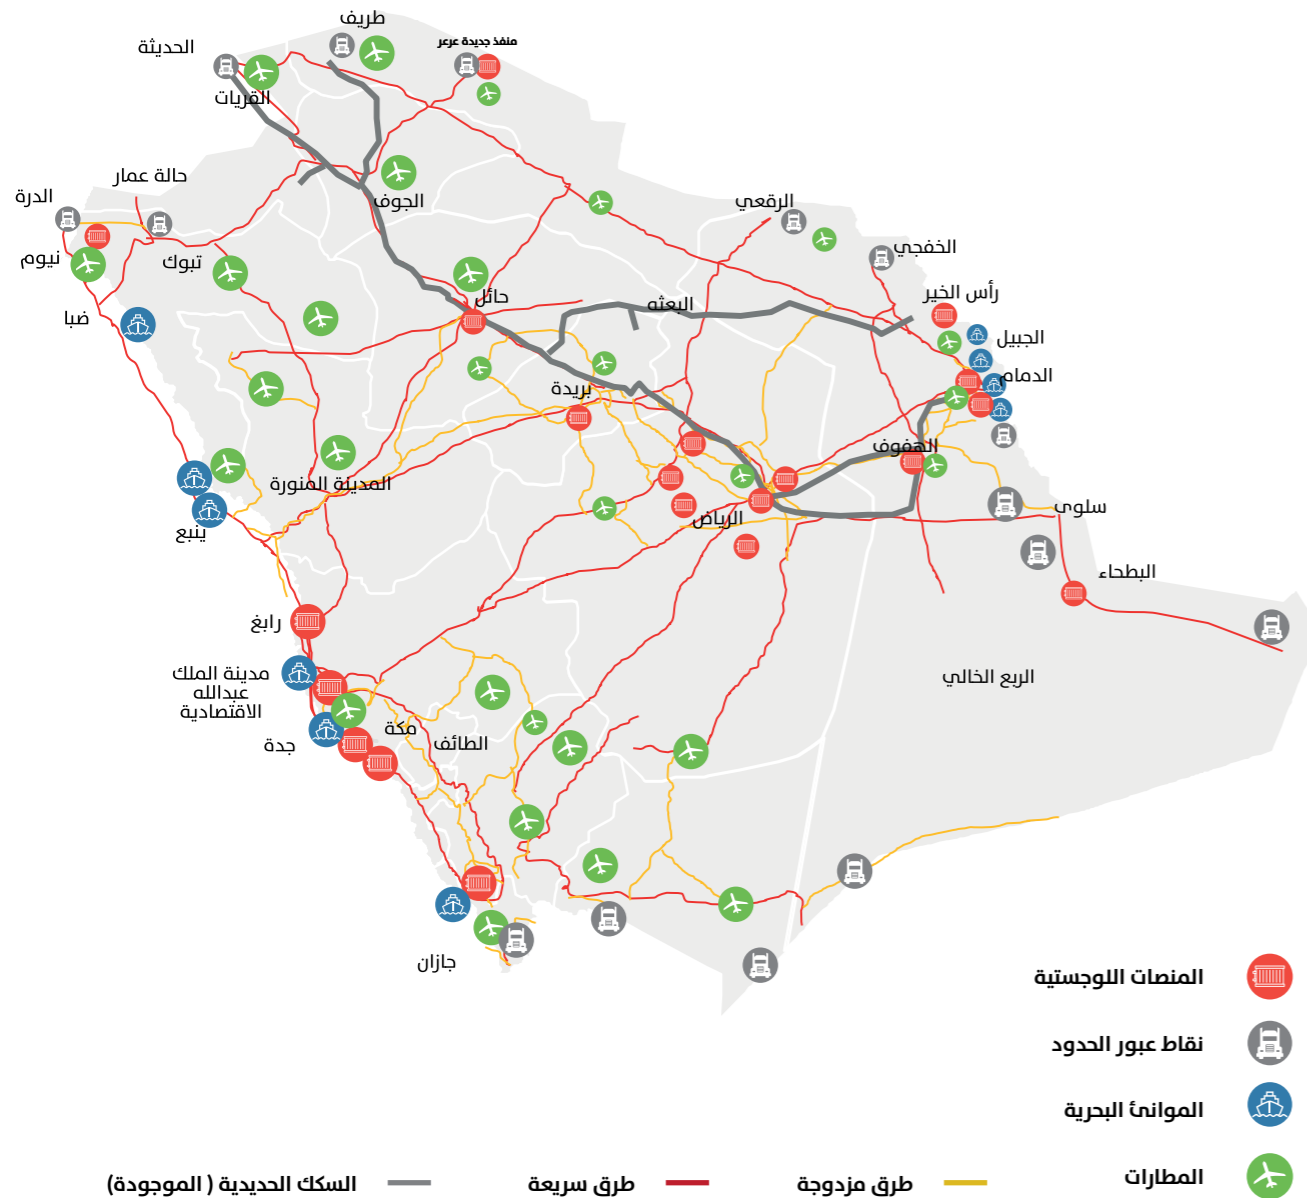 طريف
منفذ جديدة عرعر
الحديثة
القريات
حالة عمار
الدرة
الجوف
الرقعي
الخفجي
نيوم
تبوك
حائل
البعثه
رأس الخير
ضبا
الجبيل
الدمام
بريدة
الهفوف
المدينة المنورة
سلوى
الرياض
ينبع
البطحاء
رابغ
مدينة الملك
عبدالله
الاقتصادية
الربع الخالي
مكة
جدة
الطائف
جازان
المنصات اللوجستية
نقاط عبور الحدود
الموانئ البحرية
المطارات
طرق مزدوجة
طرق سريعة
السكك الحديدية ( الموجودة)